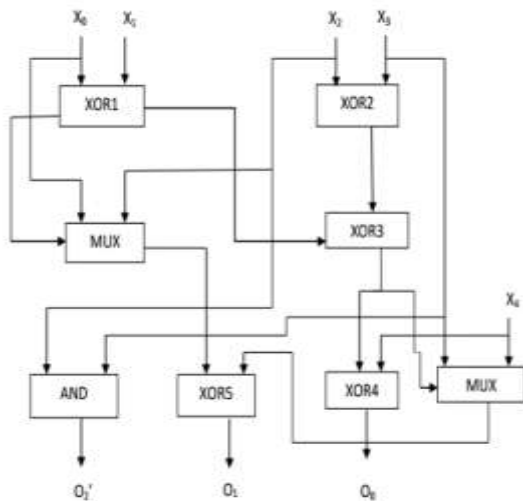 X₀ X₁ X₂ X₃
XOR1 XOR2
MUX XOR3
X₄
AND XOR5 XOR4 MUX
O₂' O₁ O₀